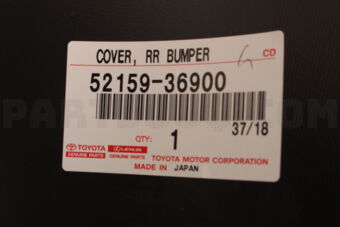 COVER, RR BUMPER
CD
52159-36900
37/18
QTY: 1
TOYOTA LEXUS
GENUINE PARTS GENUINE PARTS TOYOTA MOTOR CORPORATION
MADE IN JAPAN